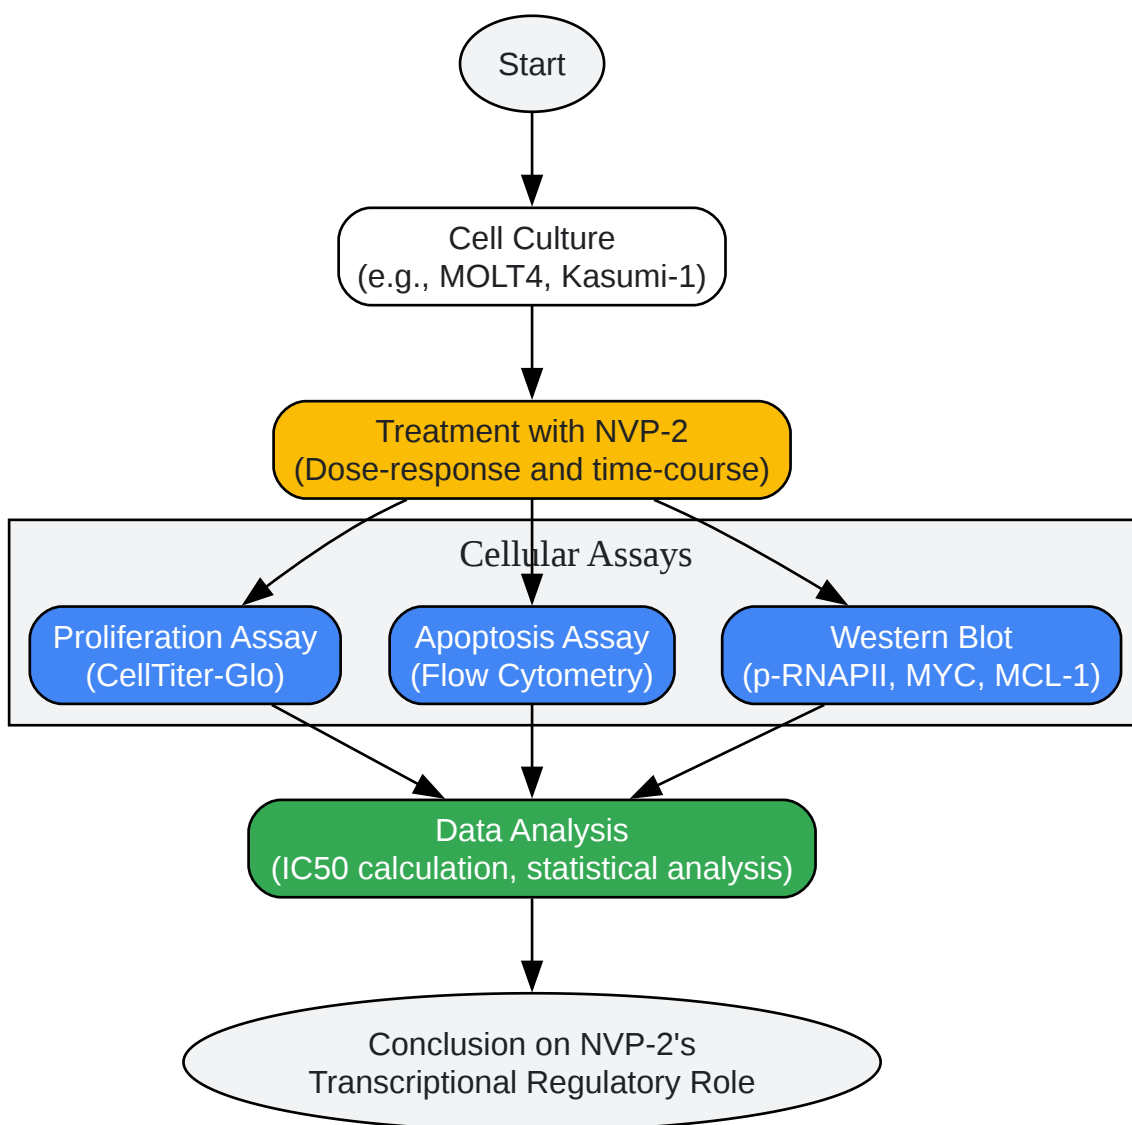 Start
Cell Culture
(e.g., MOLT4, Kasumi-1)
Treatment with NVP-2
(Dose-response and time-course)
Cellular Assays
Proliferation Assay
(CellTiter-Glo)
Apoptosis Assay
(Flow Cytometry)
Western Blot
(p-RNAPII, MYC, MCL-1)
Data Analysis
(IC50 calculation, statistical analysis)
Conclusion on NVP-2's
Transcriptional Regulatory Role